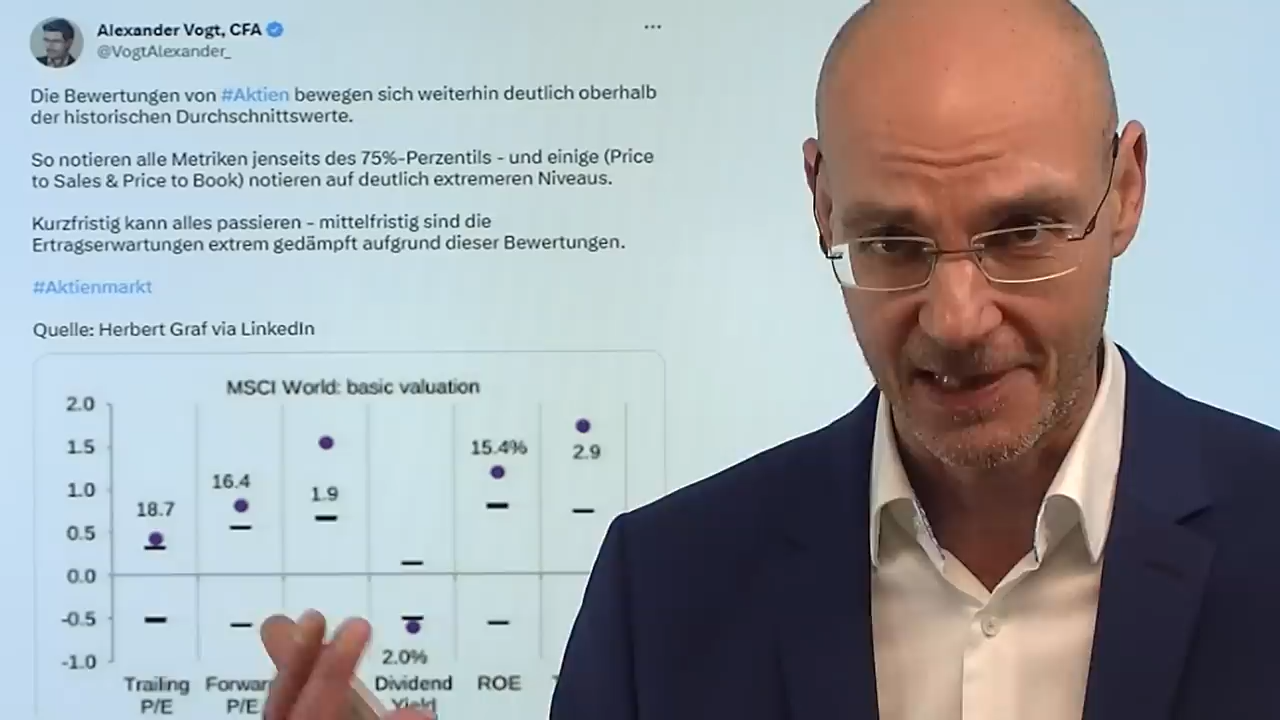 Alexander Vogt, CFA
@VogtAlexander_
Die Bewertungen von #Aktien bewegen sich weiterhin deutlich oberhalb
der historischen Durchschnittswerte.
So notieren alle Metriken jenseits des 75%-Perzentils - und einige (Price
to Sales & Price to Book) notieren auf deutlich extremeren Niveaus.
Kurzfristig kann alles passieren – mittelfristig sind die
Ertragserwartungen extrem gedämpft aufgrund dieser Bewertungen.
#Aktienmarkt
Quelle: Herbert Graf via LinkedIn
MSCI World: basic valuation
2.0
1.5
1.0
0.5
0.0
-0.5
-1.0
18.7
16.4
1.9
2.0%
15.4%
2.9
Trailing
P/E
Forwar
P/E
Dividend
Yield
ROE